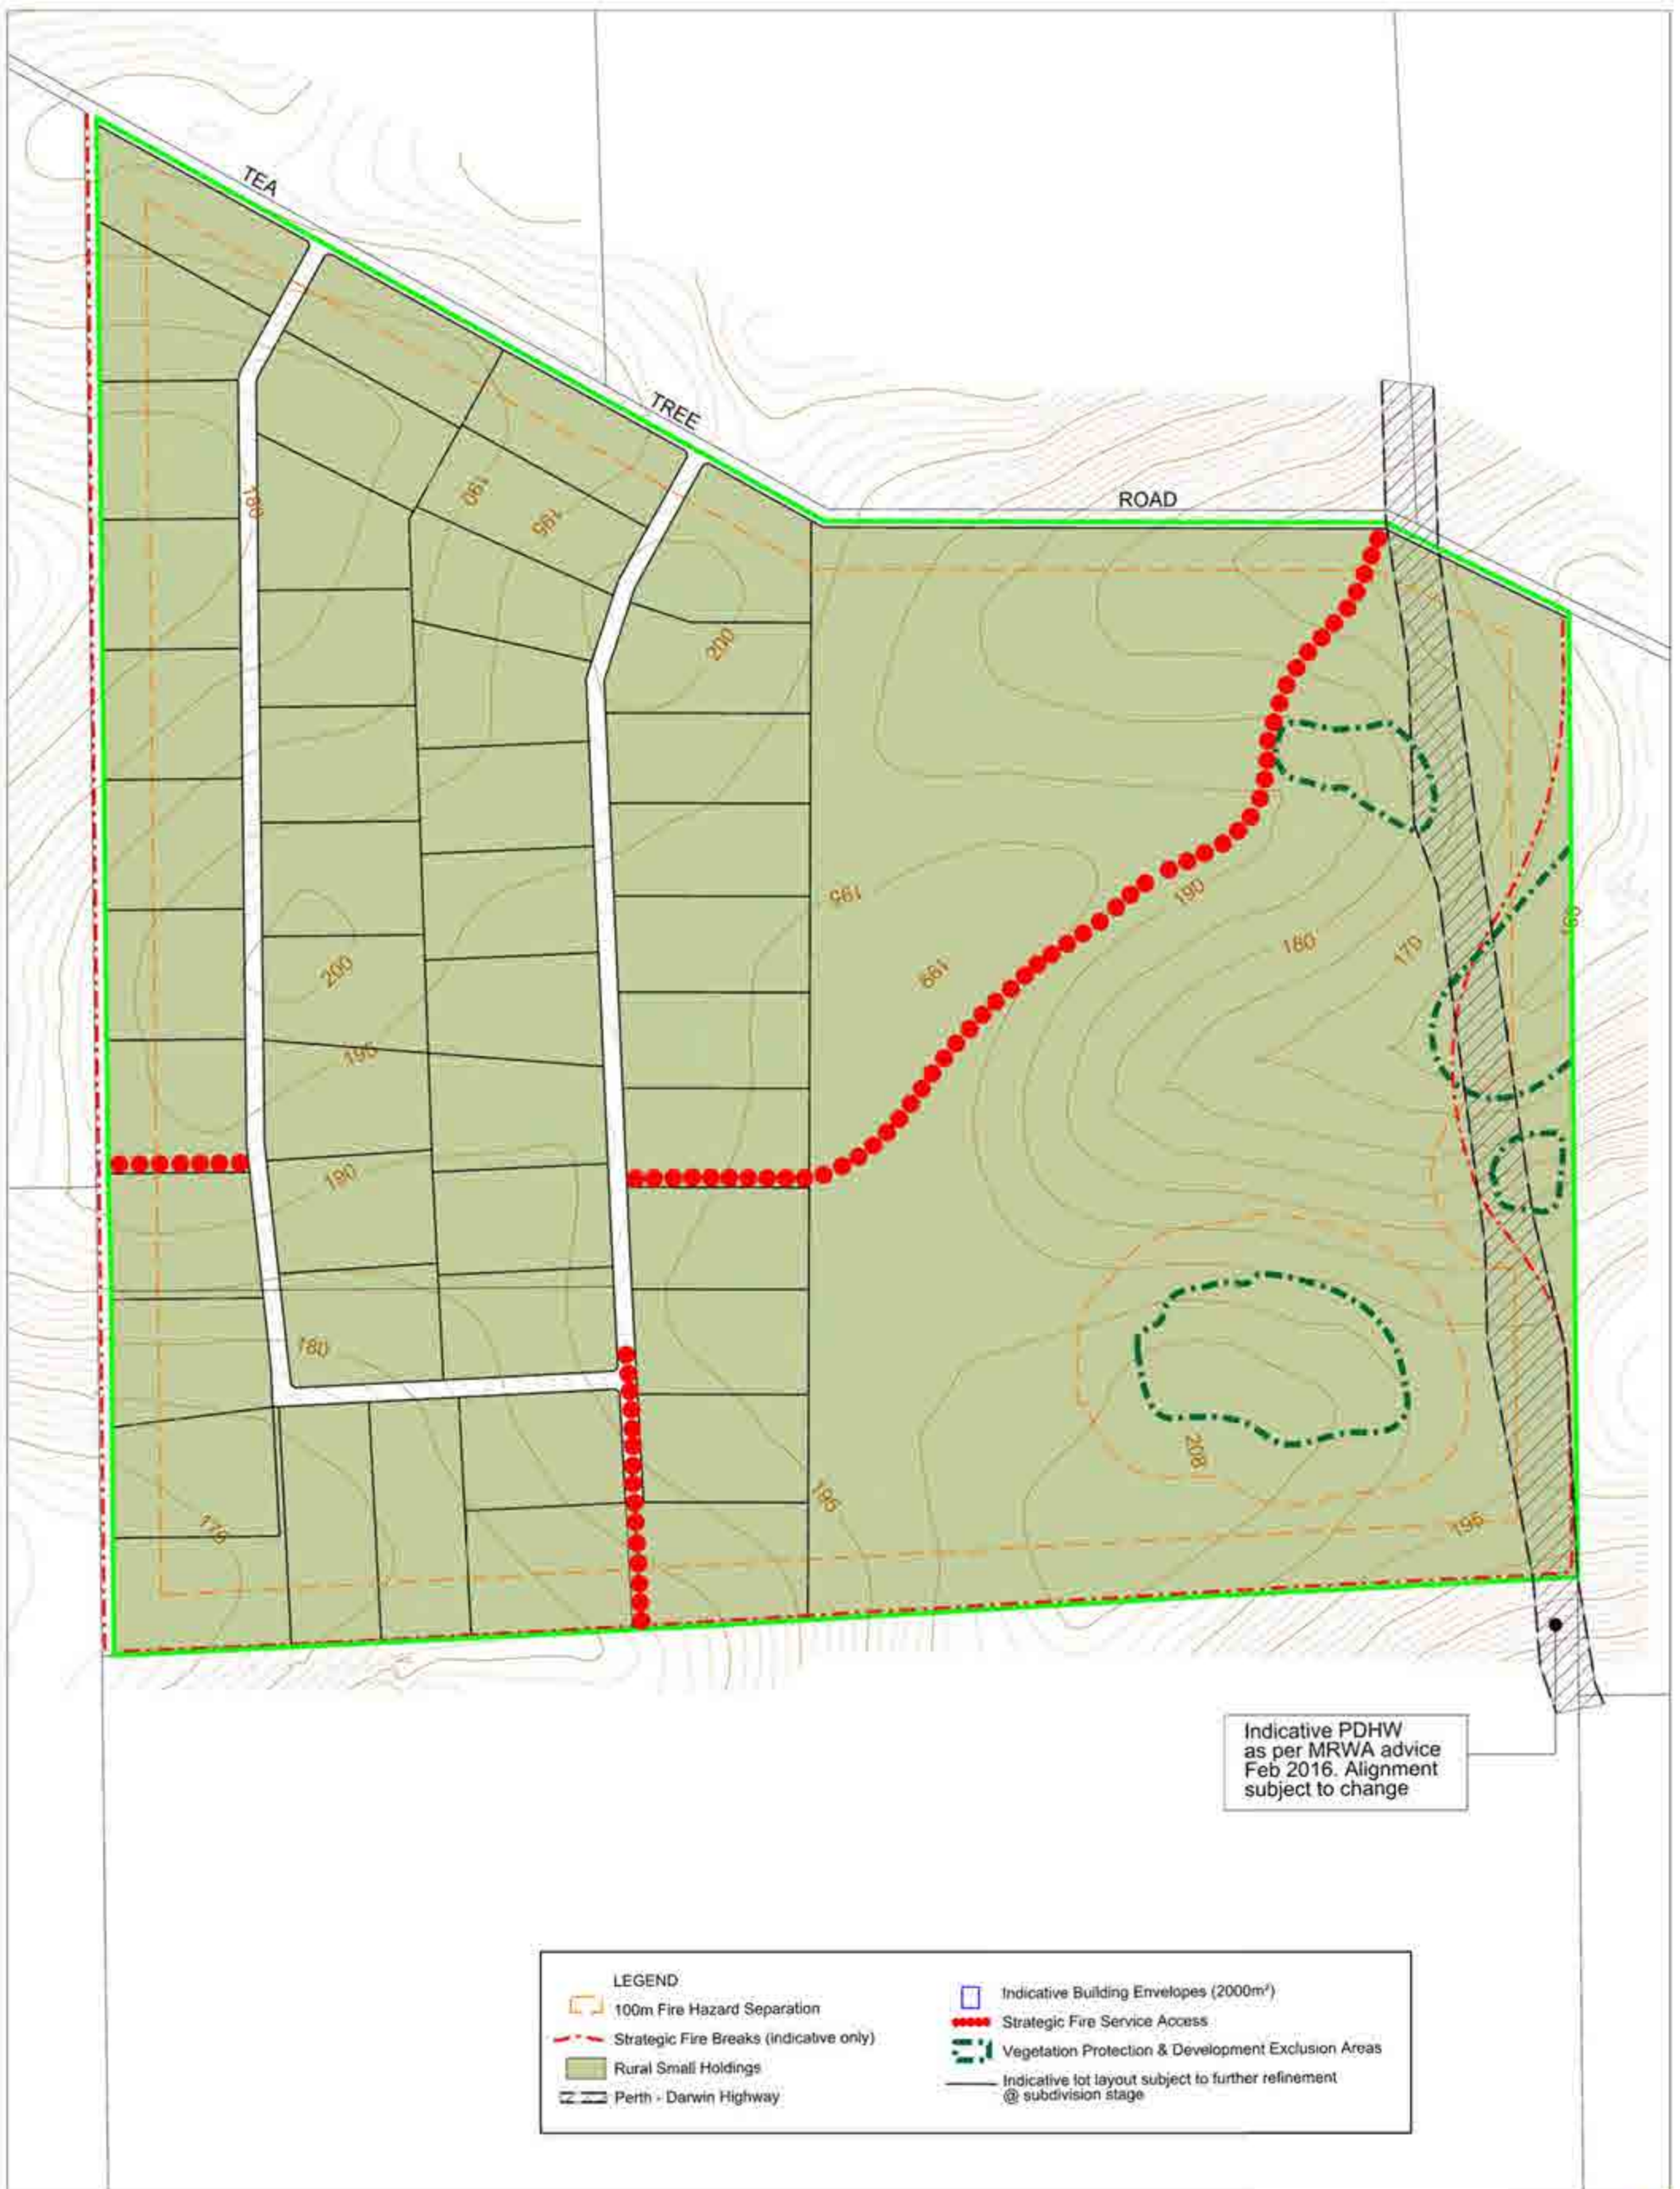 TEA
TREE
ROAD
180
190
195
200
195
190
199
180
170
160
200
195
190
180
208
195
195
170
Indicative PDHW
as per MRWA advice
Feb 2016. Alignment
subject to change
LEGEND
100m Fire Hazard Separation
Strategic Fire Breaks (indicative only)
Rural Small Holdings
Perth - Darwin Highway
Indicative Building Envelopes (2000m²)
Strategic Fire Service Access
Vegetation Protection & Development Exclusion Areas
Indicative lot layout subject to further refinement
@ subdivision stage